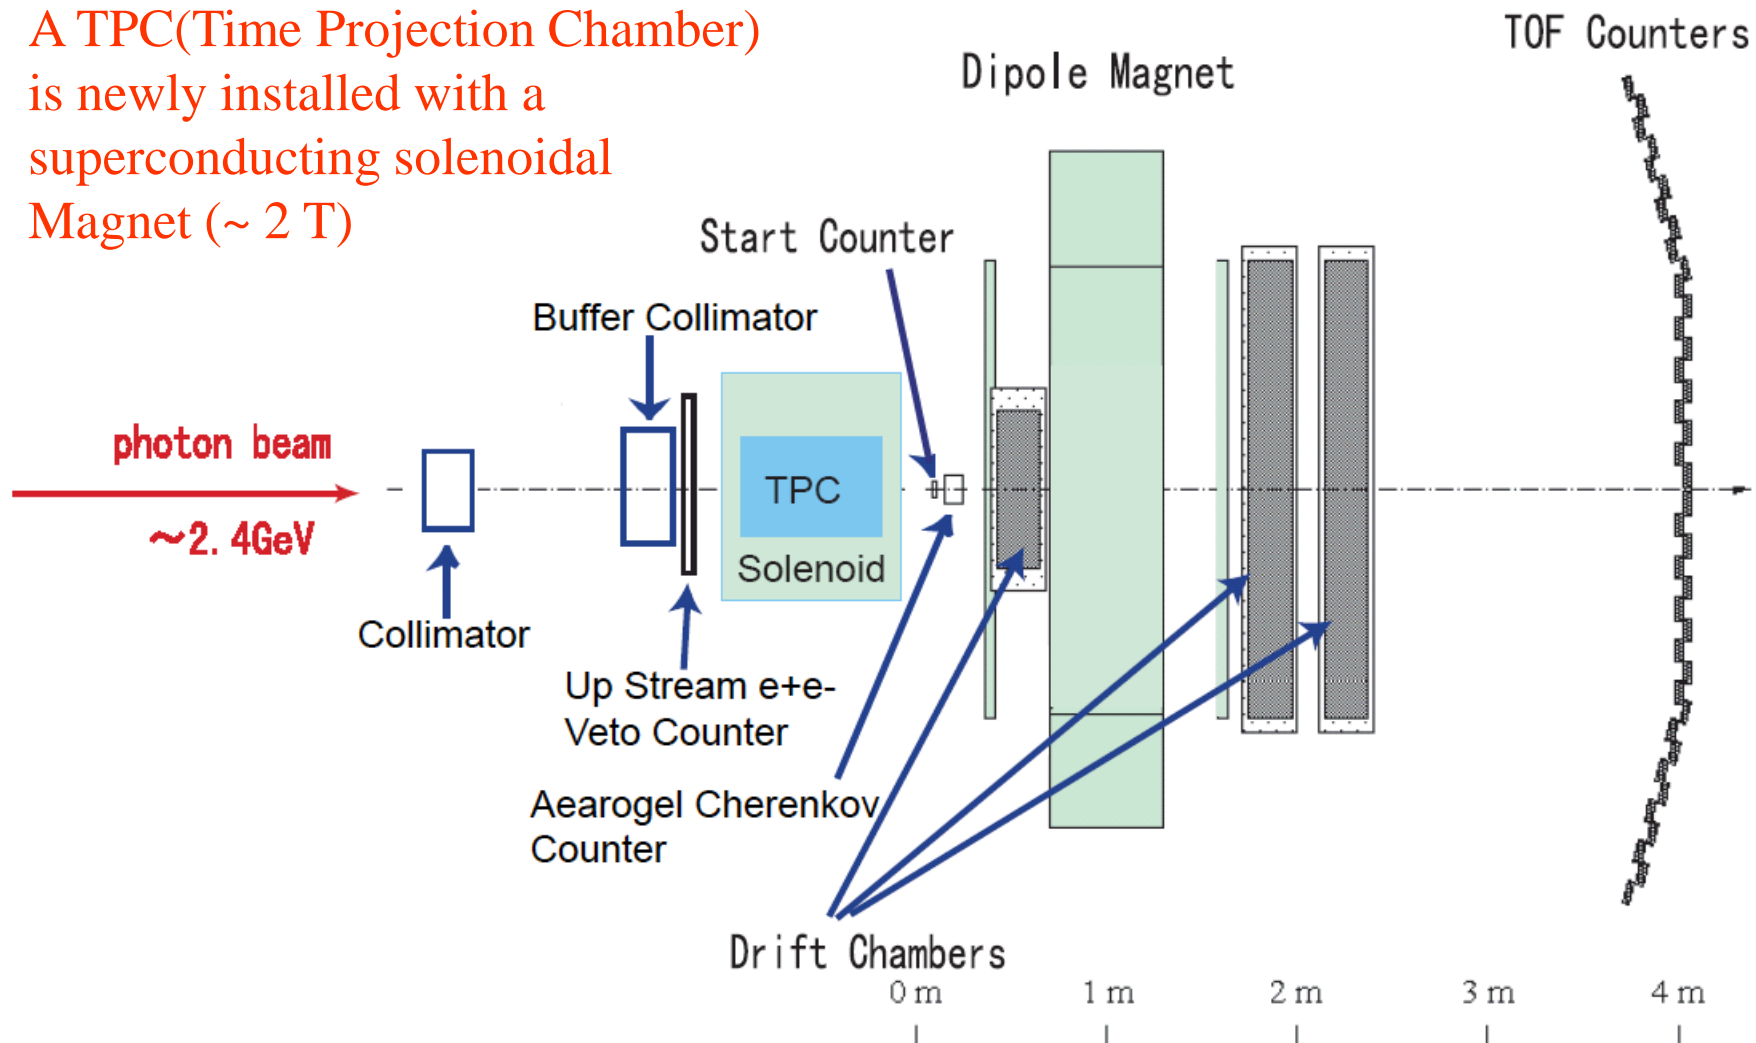 A TPC(Time Projection Chamber)
is newly installed with a
superconducting solenoidal
Magnet (~ 2 T)
TOF Counters
Dipole Magnet
Start Counter
Buffer Collimator
photon beam
～2.4GeV
TPC
Solenoid
Collimator
Up Stream e+e-
Veto Counter
Aearogel Cherenkov
Counter
Drift Chambers
0 m
1 m
2 m
3 m
4 m